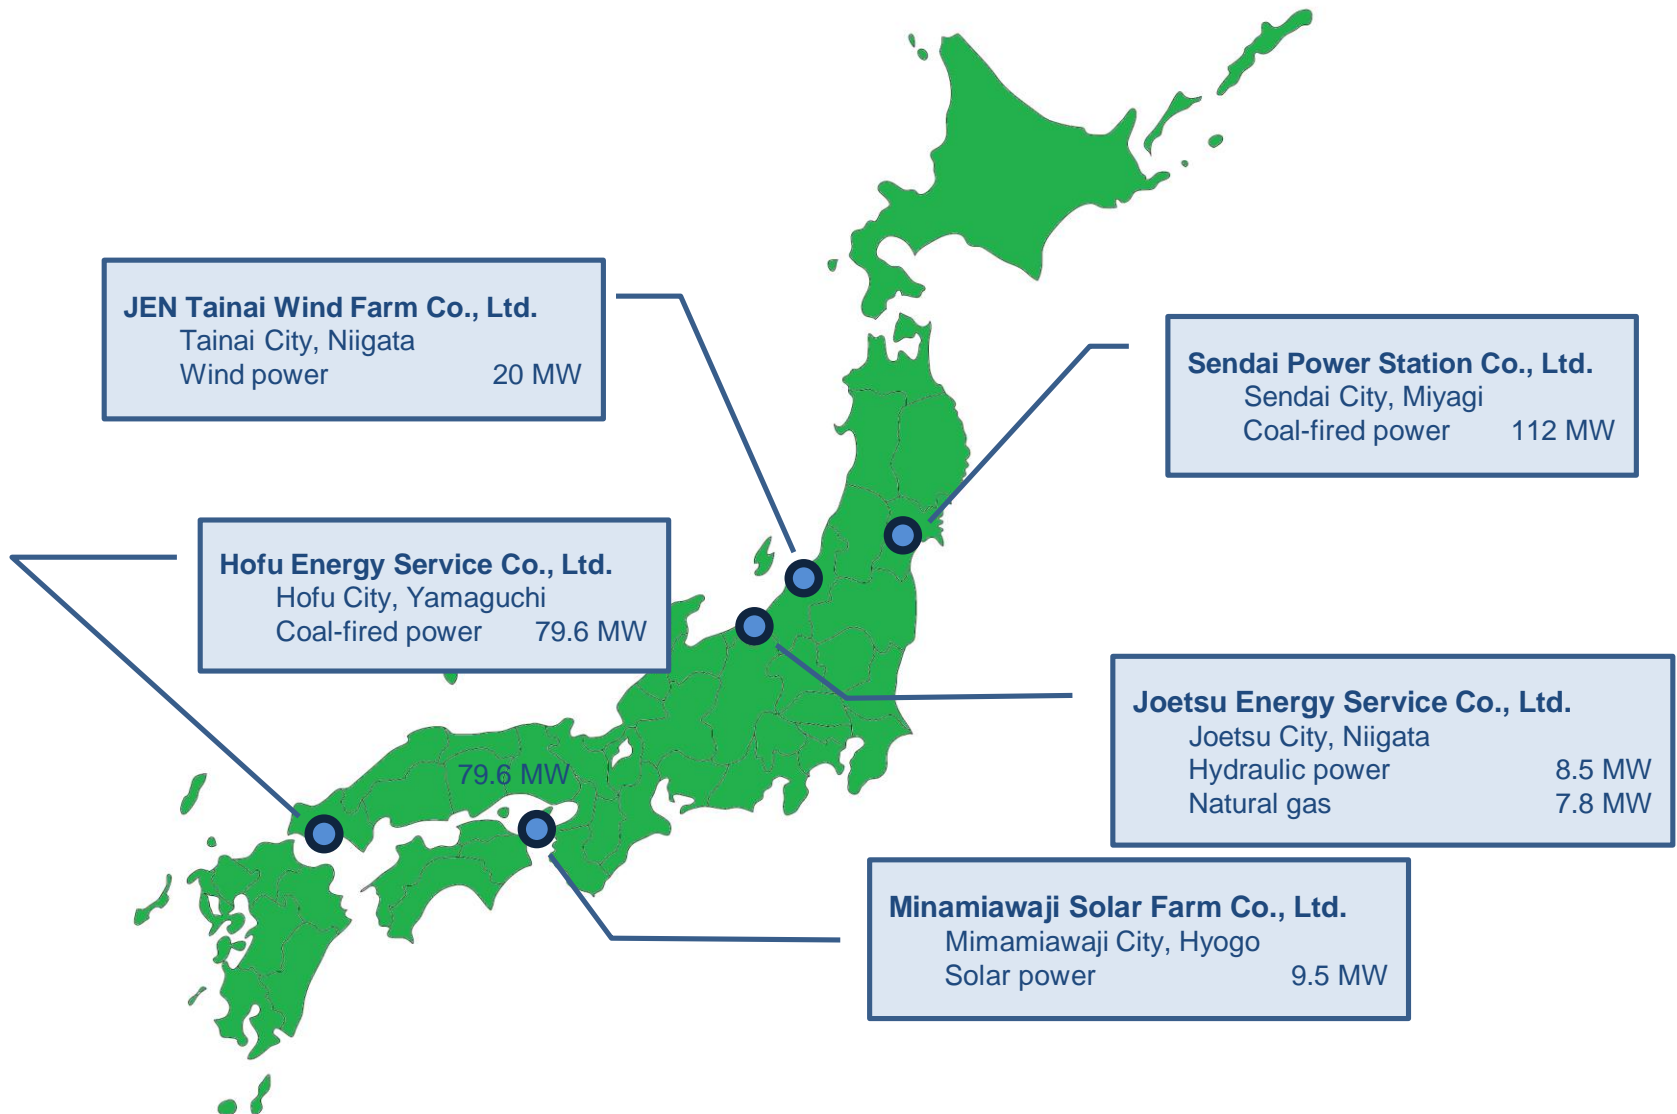 JEN Tainai Wind Farm Co., Ltd.
Tainai City, Niigata
Wind power 20 MW
Sendai Power Station Co., Ltd.
Sendai City, Miyagi
Coal-fired power 112 MW
Hofu Energy Service Co., Ltd.
Hofu City, Yamaguchi
Coal-fired power 79.6 MW
Joetsu Energy Service Co., Ltd.
Joetsu City, Niigata
Hydraulic power 8.5 MW
Natural gas 7.8 MW
79.6 MW
Minamiawaji Solar Farm Co., Ltd.
Mimamiawaji City, Hyogo
Solar power 9.5 MW